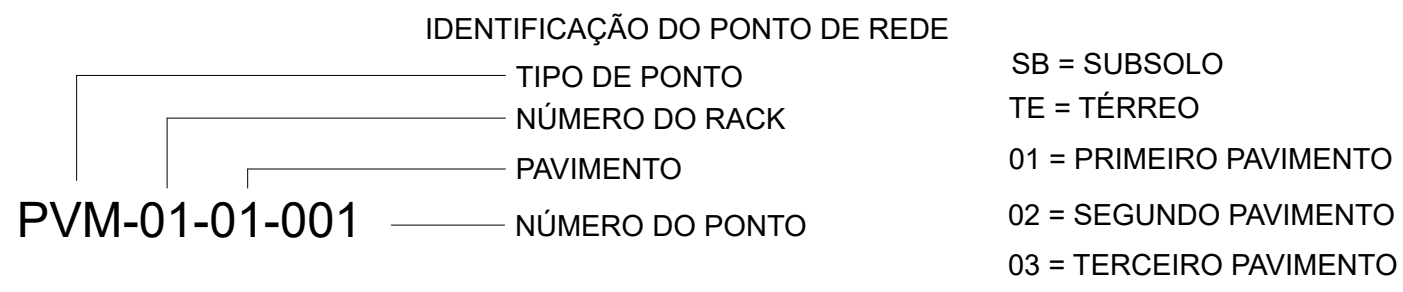 IDENTIFICAÇÃO DO PONTO DE REDE
TIPO DE PONTO
NÚMERO DO RACK
PAVIMENTO
PVM-01-01-001
NÚMERO DO PONTO
SB = SUBSOLO
TE = TÉRREO
01 = PRIMEIRO PAVIMENTO
02 = SEGUNDO PAVIMENTO
03 = TERCEIRO PAVIMENTO